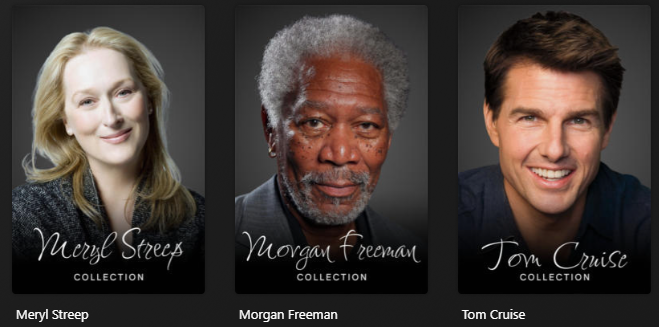 Meryl Streep
COLLECTION
Morgan Freeman
COLLECTION
Tom Cruise
COLLECTION
Meryl Streep
Morgan Freeman
Tom Cruise